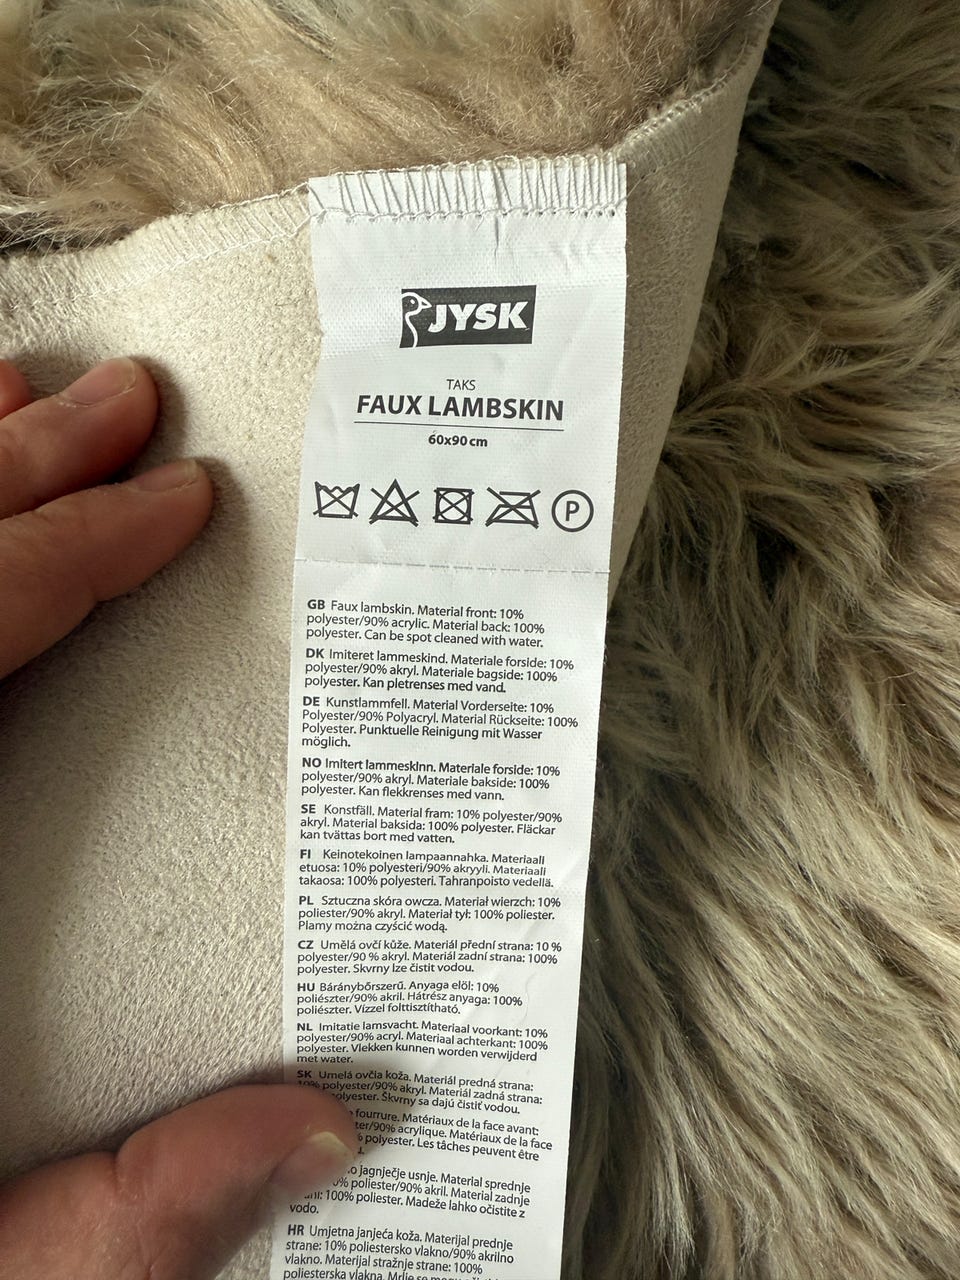 JYSK
TAKS
FAUX LAMBSKIN
60x90 cm
P
GB Faux lambskin. Material front: 10%
polyester/90% acrylic. Material back: 100%
polyester. Can be spot cleaned with water.
DK Imiteret lammeskind. Materiale forside: 10%
polyester/90% akryl. Materiale bagside: 100%
polyester. Kan pletrenses med vand.
DE Kunstlammfell. Material Vorderseite: 10%
Polyester/90% Polyacryl. Material Rückseite: 100%
Polyester. Punktuelle Reinigung mit Wasser
möglich.
NO Imitert lammeskinn. Materiale forside: 10%
polyester/90% akryl. Materiale bakside: 100%
polyester. Kan flekkrenses med vann.
SE Konstfäll. Material fram: 10% polyester/90%
akryl. Material baksida: 100% polyester. Fläckar
kan tvättas bort med vatten.
FI Keinotekoinen lampaannahka. Materiaali
etuosa: 10% polyesteri/90% akryyli. Materiaali
takaosa: 100% polyesteri. Tahranpoisto vedellä.
PL Sztuczna skóra owcza. Materiał wierzch: 10%
poliester/90% akryl. Materiał tył: 100% poliester.
Plamy można czyścić wodą.
CZ Umělá ovčí kůže. Materiál přední strana: 10 %
polyester/90 % akryl. Materiál zadní strana: 100%
polyester. Skvrny lze čistit vodou.
HU Báránybőrszerű. Anyaga elöl: 10%
poliészter/90% akril. Hátrész anyaga: 100%
poliészter. Vízzel folttisztítható.
NL Imitatie lamsvacht. Materiaal voorkant: 10%
polyester/90% acryl. Materiaal achterkant: 100%
polyester. Vlekken kunnen worden verwijderd
met water.
SK Umelá ovčia koža. Materiál predná strana:
10% polyester/90% akryl. Materiál zadná strana:
olyester. Škvrny sa dajú čistiť vodou.
fourrure. Matériaux de la face avant:
ter/90% acrylique. Matériaux de la face
% polyester. Les tâches peuvent être
jagnječje usnje. Material sprednje
0% poliester/90% akril. Material zadnje
100% poliester. Madeže lahko očistite z
vodo.
HR Umjetna janjeća koža. Materijal prednje
strane: 10% poliestersko vlakno/90% akrilno
vlakno. Materijal stražnje strane: 100%
poliesterska vlakna. Mrlje se